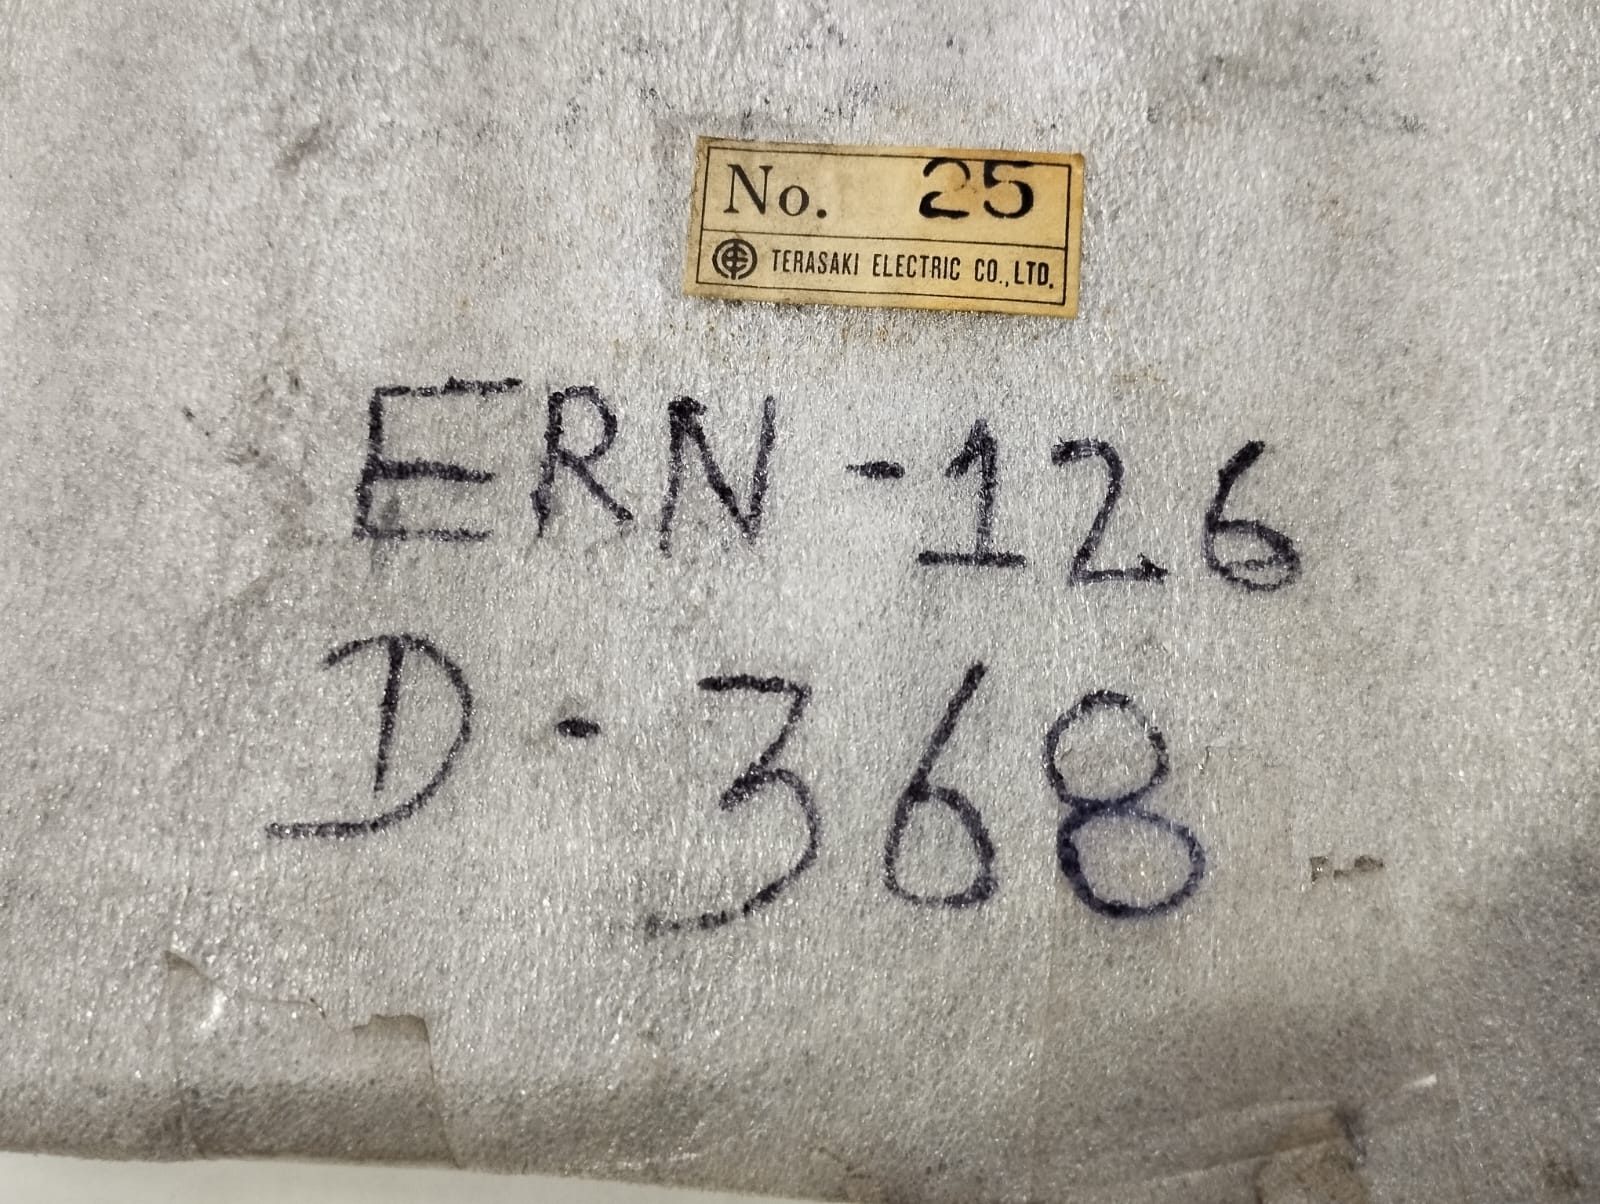 No. 25
TERASAKI ELECTRIC CO.,LTD.
ERN-126
D-368